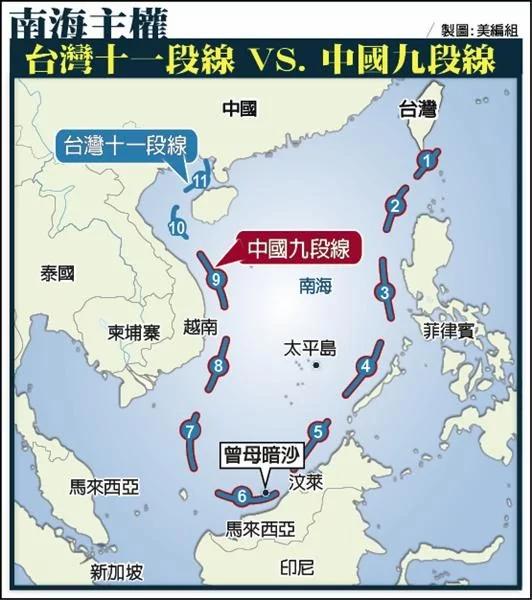 南海主權
製圖:美編組
台灣十一段線 VS. 中國九段線
中國
台灣
台灣十一段線
1
11
2
10
中國九段線
9
泰國
南海
3
柬埔寨
越南
菲律賓
太平島
8
4
7
5
曾母暗沙
馬來西亞
6
汶萊
馬來西亞
新加坡
印尼